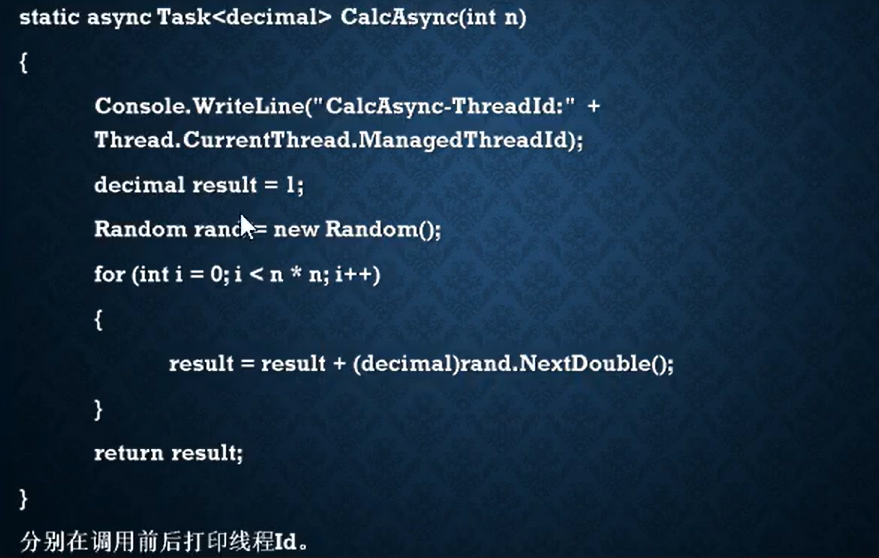 static async Task<decimal> CalcAsync(int n)
{
Console.WriteLine("CalcAsync-ThreadId:" +
Thread.CurrentThread.ManagedThreadId);
decimal result = 1;
Random rand = new Random();
for (int i = 0; i < n * n; i++)
{
result = result + (decimal)rand.NextDouble();
}
return result;
}
分别在调用前后打印线程Id。